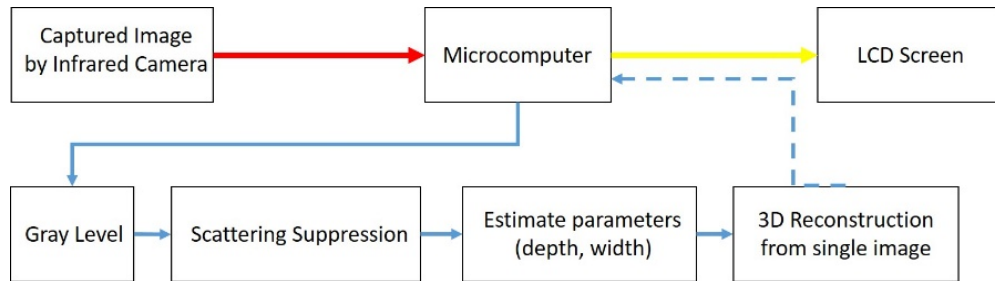 Captured Image
by Infrared Camera
Microcomputer
LCD Screen
Gray Level
Scattering Suppression
Estimate parameters
(depth, width)
3D Reconstruction
from single image